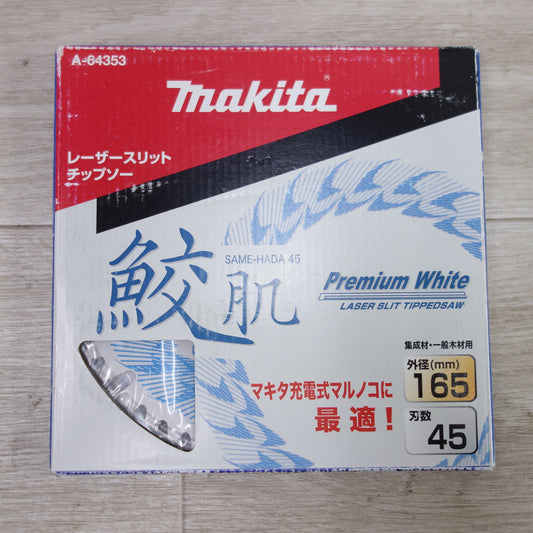 A-64353
makita
レーザースリット
チップソー
鮫肌
SAME-HADA 45
Premium White
LASER SLIT TIPPEDSAW
集成材・一般木材用
外径(mm)
165
マキタ充電式マルノコに
最適！
刃数
45